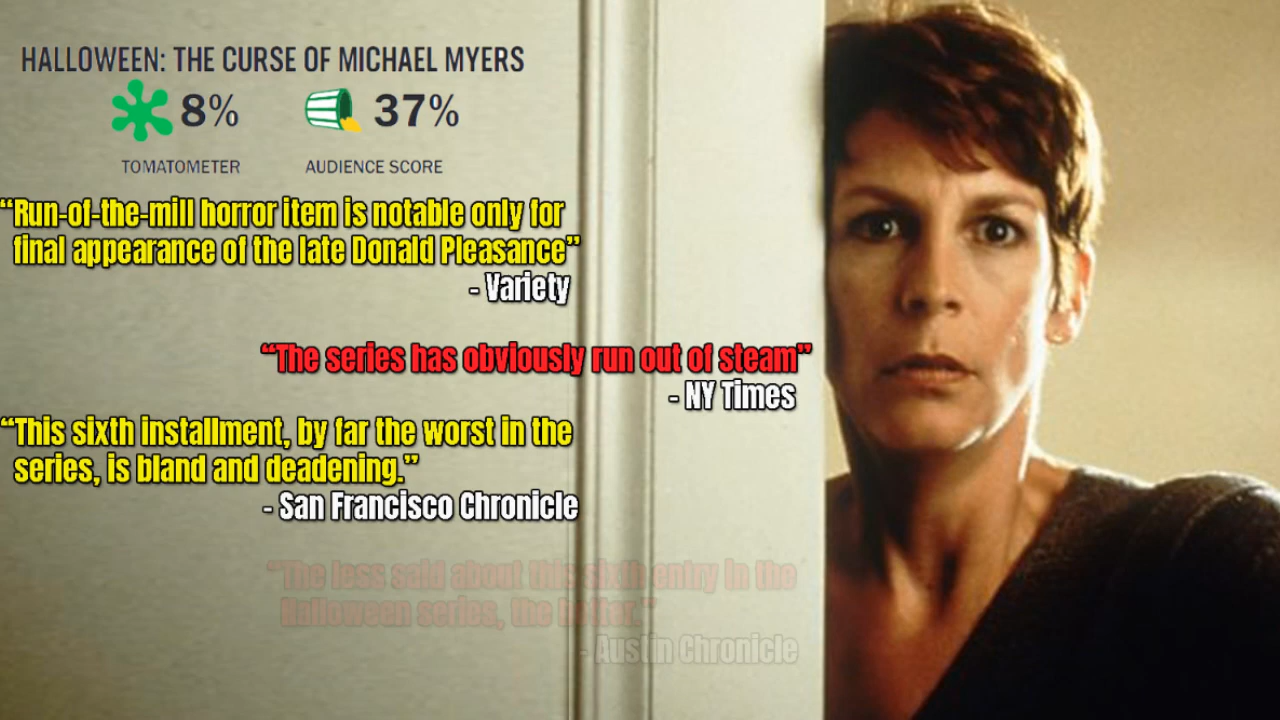 HALLOWEEN: THE CURSE OF MICHAEL MYERS
8% 37%
TOMATOMETER AUDIENCE SCORE
“Run-of-the-mill horror item is notable only for
final appearance of the late Donald Pleasance”
- Variety
“The series has obviously run out of steam”
- NY Times
“This sixth installment, by far the worst in the
series, is bland and deadening.”
- San Francisco Chronicle
“The less said about this sixth entry in the
Halloween series, the better.”
- Austin Chronicle